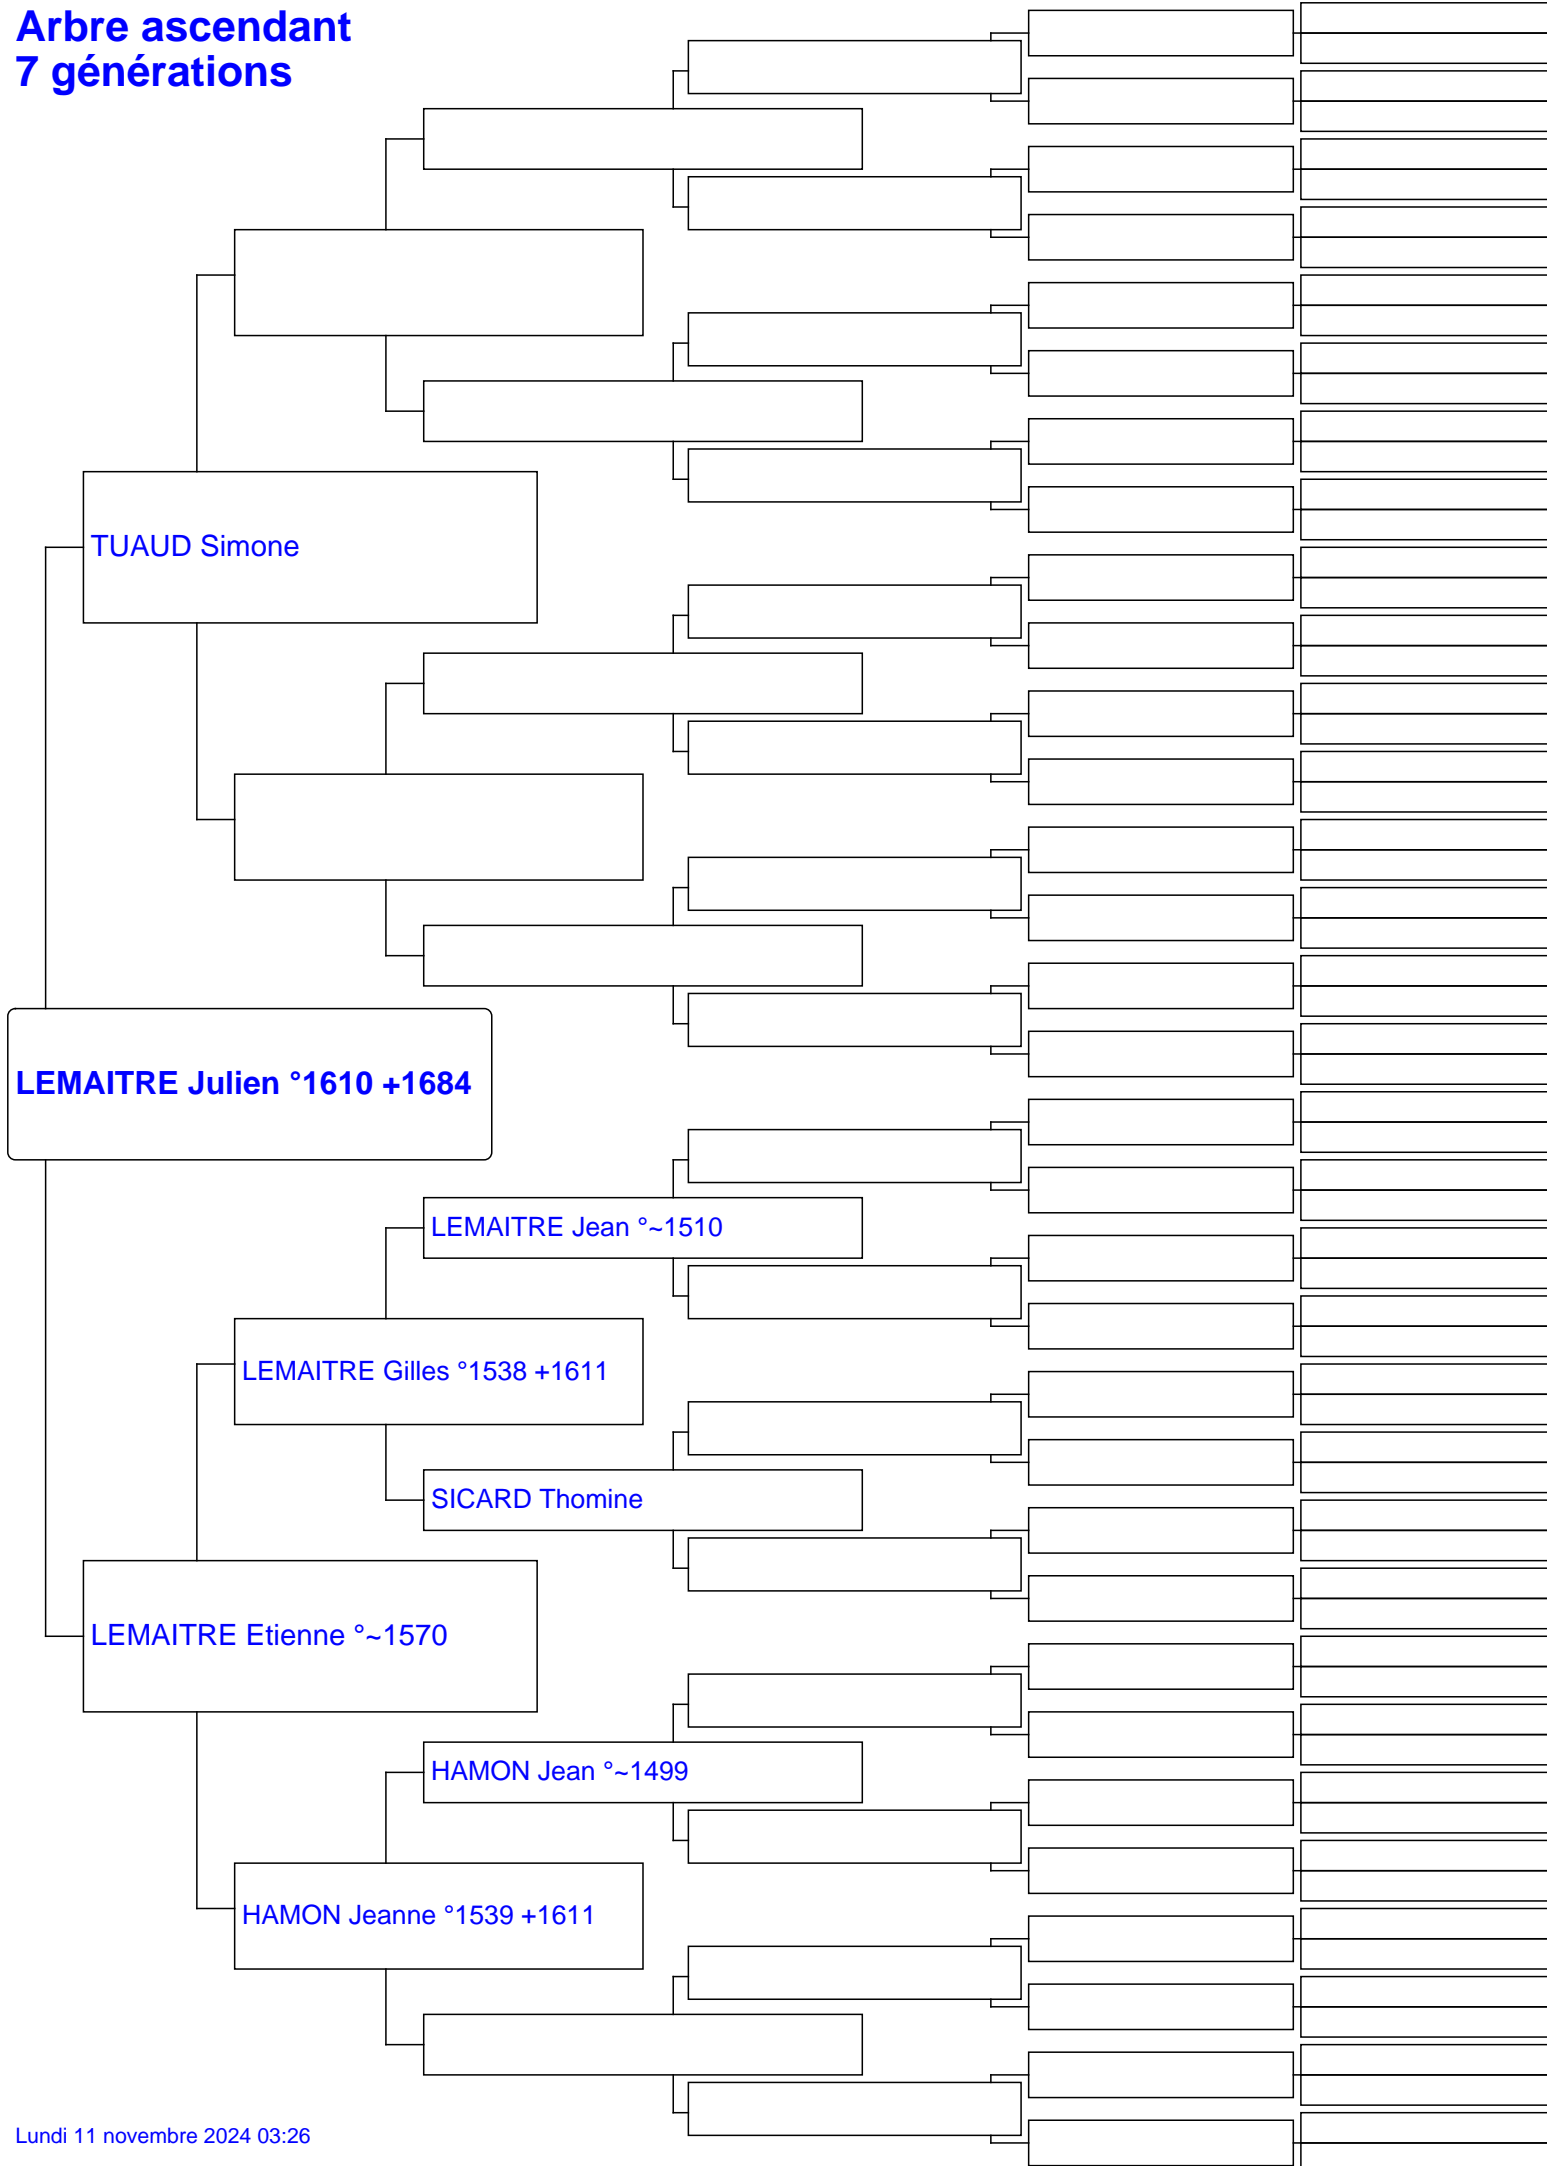 Arbre ascendant
7 générations
TUAUD Simone
LEMAITRE Julien °1610 +1684
LEMAITRE Jean °~1510
LEMAITRE Gilles °1538 +1611
SICARD Thomine
LEMAITRE Etienne °~1570
HAMON Jean °~1499
HAMON Jeanne °1539 +1611
Lundi 11 novembre 2024 03:26